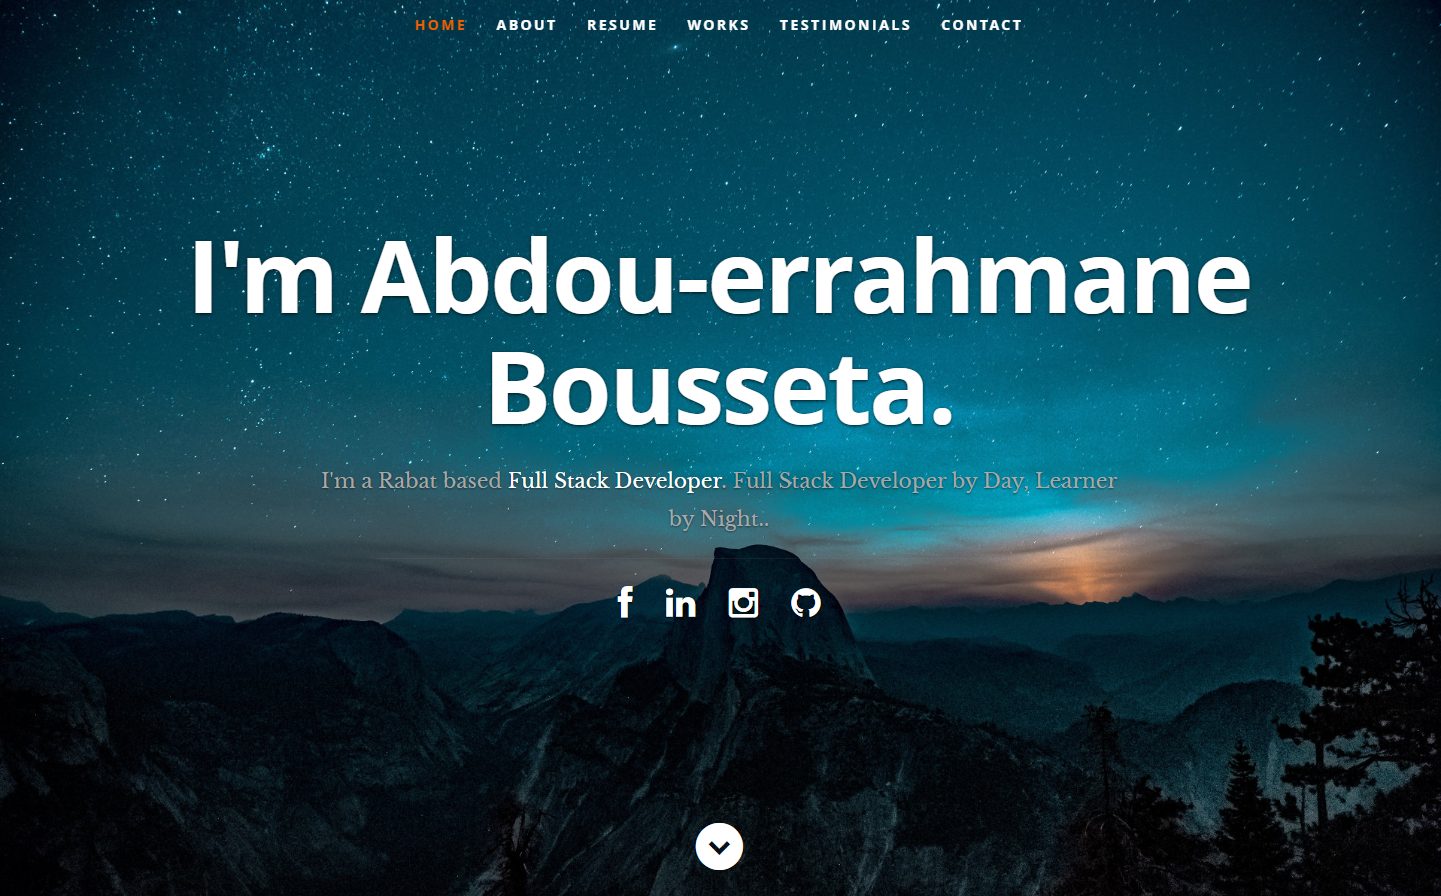 HOME ABOUT RESUME WORKS TESTIMONIALS CONTACT
I'm Abdou-errahmane
Bousseta.
I'm a Rabat based Full Stack Developer. Full Stack Developer by Day, Learner
by Night..